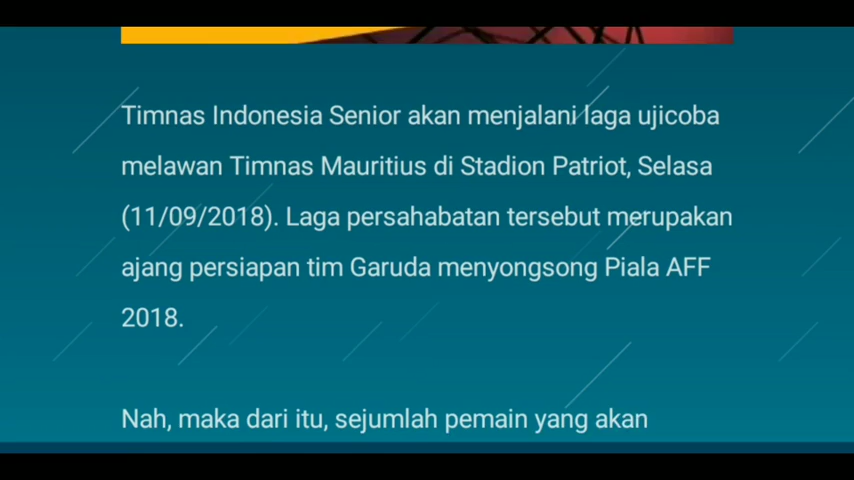 Timnas Indonesia Senior akan menjalani laga ujicoba
melawan Timnas Mauritius di Stadion Patriot, Selasa
(11/09/2018). Laga persahabatan tersebut merupakan
ajang persiapan tim Garuda menyongsong Piala AFF
2018.
Nah, maka dari itu, sejumlah pemain yang akan